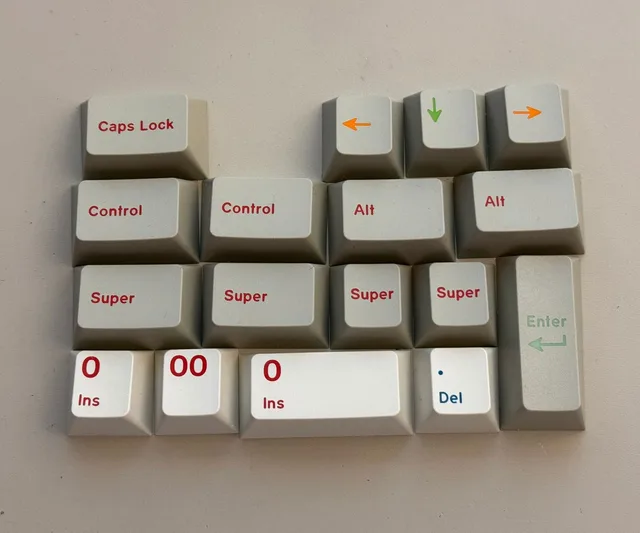 Caps Lock ← ↓ →
Control Control Alt Alt
Super Super Super Super Enter
↵
0 00 0 .
Ins Ins Del